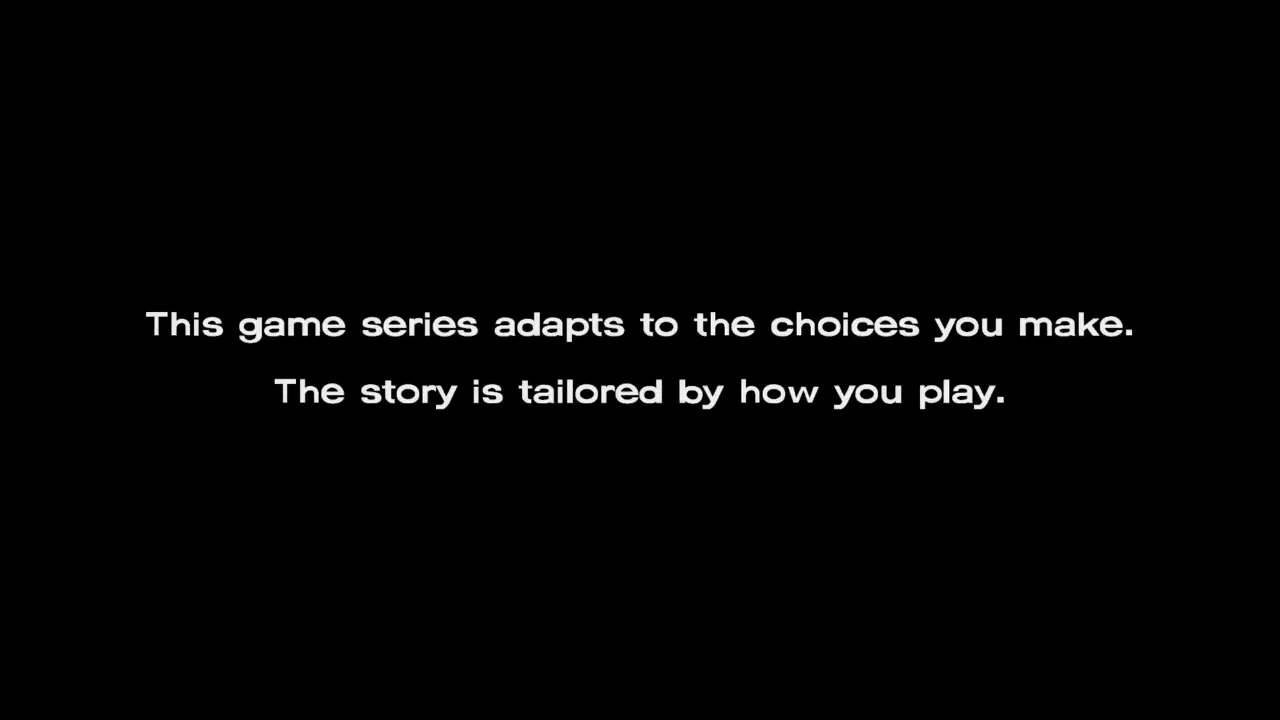 This game series adapts to the choices you make.
The story is tailored by how you play.